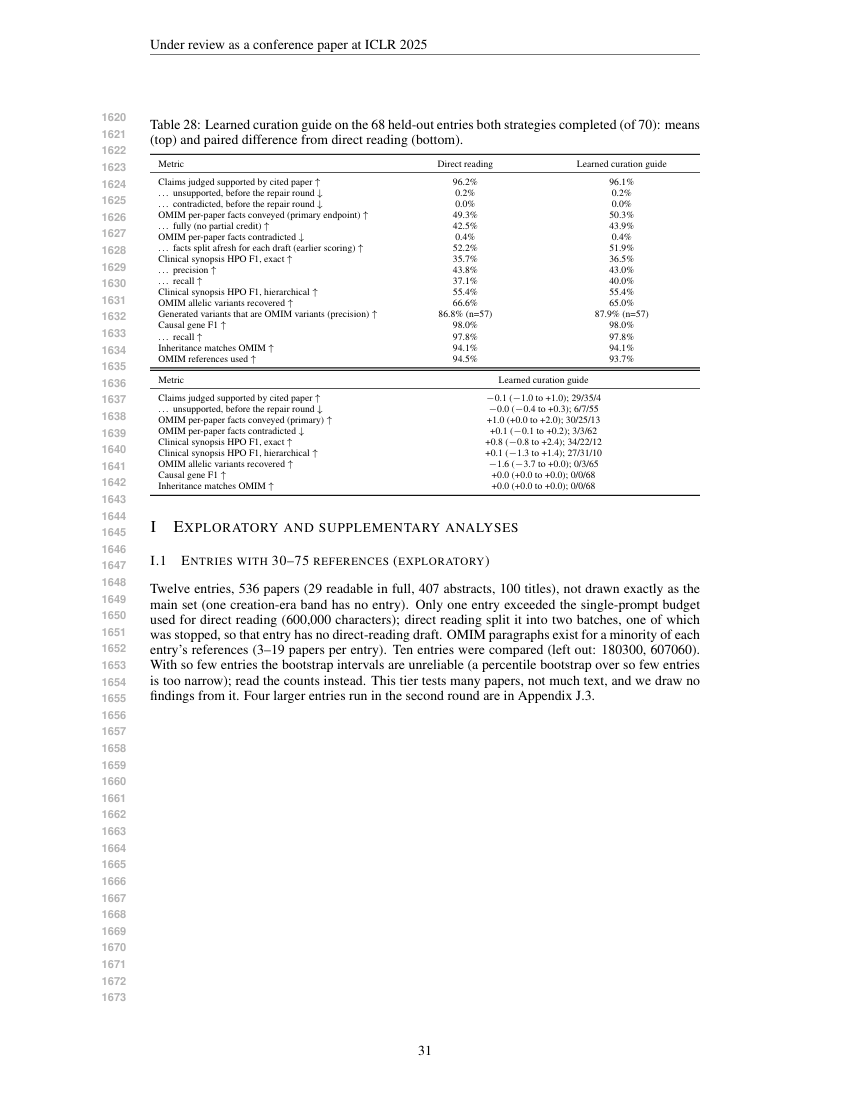 Under review as a conference paper at ICLR 2025
1620
1621
1622
1623
1624
1625
1626
1627
1628
1629
1630
1631
1632
1633
1634
1635
1636
1637
1638
1639
1640
1641
1642
1643
1644
1645
1646
1647
1648
1649
1650
1651
1652
1653
1654
1655
1656
1657
1658
1659
1660
1661
1662
1663
1664
1665
1666
1667
1668
1669
1670
1671
1672
1673
Table 28: Learned curation guide on the 68 held-out entries both strategies completed (of 70): means
(top) and paired difference from direct reading (bottom).
Metric Direct reading Learned curation guide
Claims judged supported by cited paper ↑ 96.2% 96.1%
... unsupported, before the repair round ↓ 0.2% 0.2%
... contradicted, before the repair round ↓ 0.0% 0.0%
OMIM per-paper facts conveyed (primary endpoint) ↑ 49.3% 50.3%
... fully (no partial credit) ↑ 42.5% 43.9%
OMIM per-paper facts contradicted ↓ 0.4% 0.4%
... facts split afresh for each draft (earlier scoring) ↑ 52.2% 51.9%
Clinical synopsis HPO F1, exact ↑ 35.7% 36.5%
... precision ↑ 43.8% 43.0%
... recall ↑ 37.1% 40.0%
Clinical synopsis HPO F1, hierarchical ↑ 55.4% 55.4%
OMIM allelic variants recovered ↑ 66.6% 65.0%
Generated variants that are OMIM variants (precision) ↑ 86.8% (n=57) 87.9% (n=57)
Causal gene F1 ↑ 98.0% 98.0%
... recall ↑ 97.8% 97.8%
Inheritance matches OMIM ↑ 94.1% 94.1%
OMIM references used ↑ 94.5% 93.7%
Metric Learned curation guide
Claims judged supported by cited paper ↑ −0.1 (−1.0 to +1.0); 29/35/4
... unsupported, before the repair round ↓ −0.0 (−0.4 to +0.3); 6/7/55
OMIM per-paper facts conveyed (primary) ↑ +1.0 (+0.0 to +2.0); 30/25/13
OMIM per-paper facts contradicted ↓ +0.1 (−0.1 to +0.2); 3/3/62
Clinical synopsis HPO F1, exact ↑ +0.8 (−0.8 to +2.4); 34/22/12
Clinical synopsis HPO F1, hierarchical ↑ +0.1 (−1.3 to +1.4); 27/31/10
OMIM allelic variants recovered ↑ −1.6 (−3.7 to +0.0); 0/3/65
Causal gene F1 ↑ +0.0 (+0.0 to +0.0); 0/0/68
Inheritance matches OMIM ↑ +0.0 (+0.0 to +0.0); 0/0/68
I EXPLORATORY AND SUPPLEMENTARY ANALYSES
I.1 ENTRIES WITH 30–75 REFERENCES (EXPLORATORY)
Twelve entries, 536 papers (29 readable in full, 407 abstracts, 100 titles), not drawn exactly as the
main set (one creation-era band has no entry). Only one entry exceeded the single-prompt budget
used for direct reading (600,000 characters); direct reading split it into two batches, one of which
was stopped, so that entry has no direct-reading draft. OMIM paragraphs exist for a minority of each
entry's references (3–19 papers per entry). Ten entries were compared (left out: 180300, 607060).
With so few entries the bootstrap intervals are unreliable (a percentile bootstrap over so few entries
is too narrow); read the counts instead. This tier tests many papers, not much text, and we draw no
findings from it. Four larger entries run in the second round are in Appendix J.3.
31